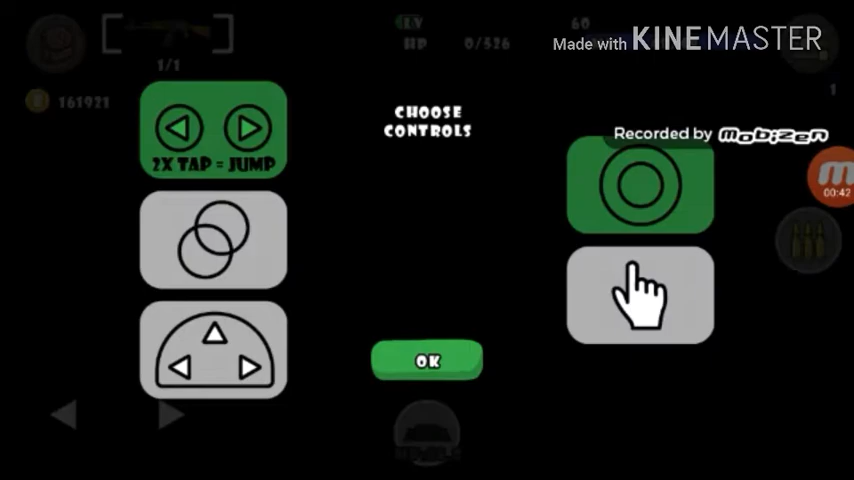 LV
60
HP 0/526
Made with KINEMASTER
1/1
161921
1
CHOOSE
CONTROLS
Recorded by mobizen
2X TAP = JUMP
00:42
OK